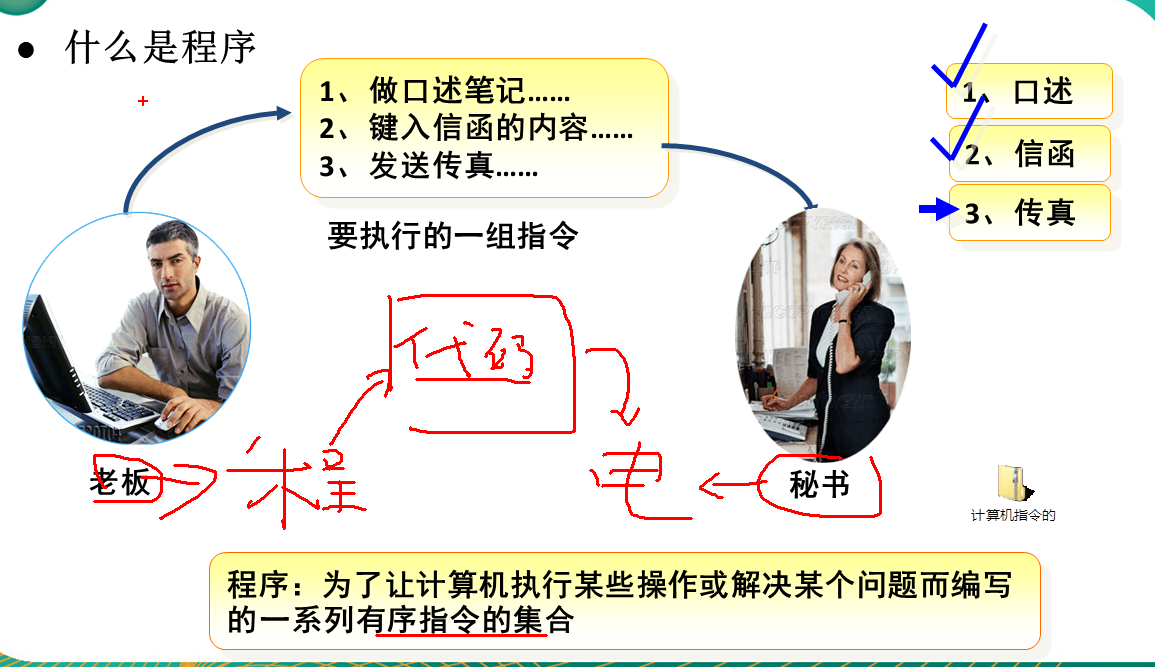 ● 什么是程序
1、做口述笔记……
2、键入信函的内容……
3、发送传真……
要执行的一组指令
1、口述
2、信函
3、传真
代码
老板
程
电
秘书
计算机指令的
程序：为了让计算机执行某些操作或解决某个问题而编写
的一系列有序指令的集合